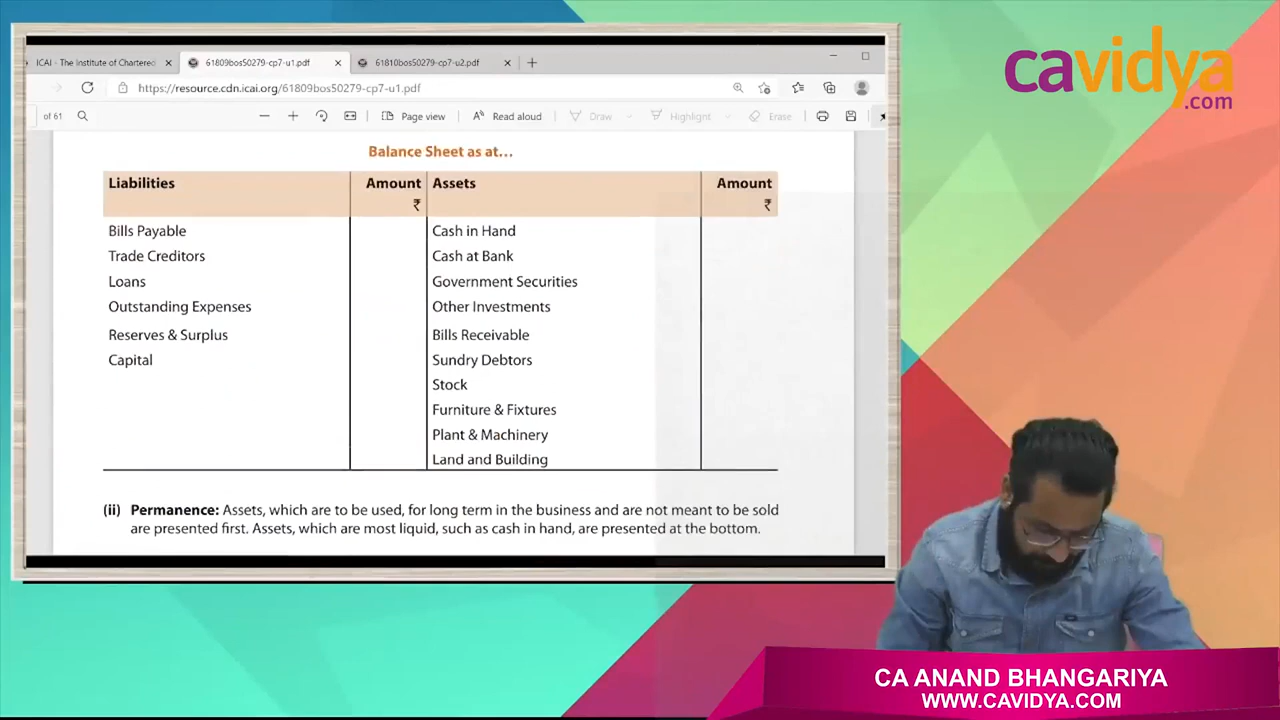 cavidya
.com
ICAI - The Institute of Chartered
61809bos50279-cp7-u1.pdf
61810bos50279-cp7-u2.pdf
https://resource.cdn.icai.org/61809bos50279-cp7-u1.pdf
of 61
Page view
Read aloud
Draw
Highlight
Erase
Balance Sheet as at…
Liabilities Amount Assets Amount
₹ ₹
Bills Payable Cash in Hand
Trade Creditors Cash at Bank
Loans Government Securities
Outstanding Expenses Other Investments
Reserves & Surplus Bills Receivable
Capital Sundry Debtors
Stock
Furniture & Fixtures
Plant & Machinery
Land and Building
(ii) Permanence: Assets, which are to be used, for long term in the business and are not meant to be sold
are presented first. Assets, which are most liquid, such as cash in hand, are presented at the bottom.
CA ANAND BHANGARIYA
WWW.CAVIDYA.COM